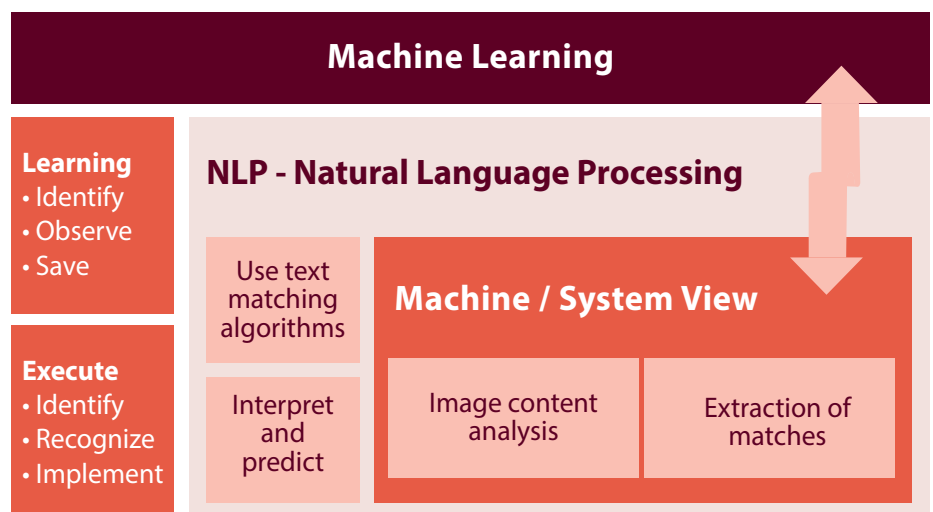 Machine Learning
Learning
• Identify
• Observe
• Save
Execute
• Identify
• Recognize
• Implement
NLP - Natural Language Processing
Use text
matching
algorithms
Interpret
and
predict
Machine / System View
Image content
analysis
Extraction of
matches